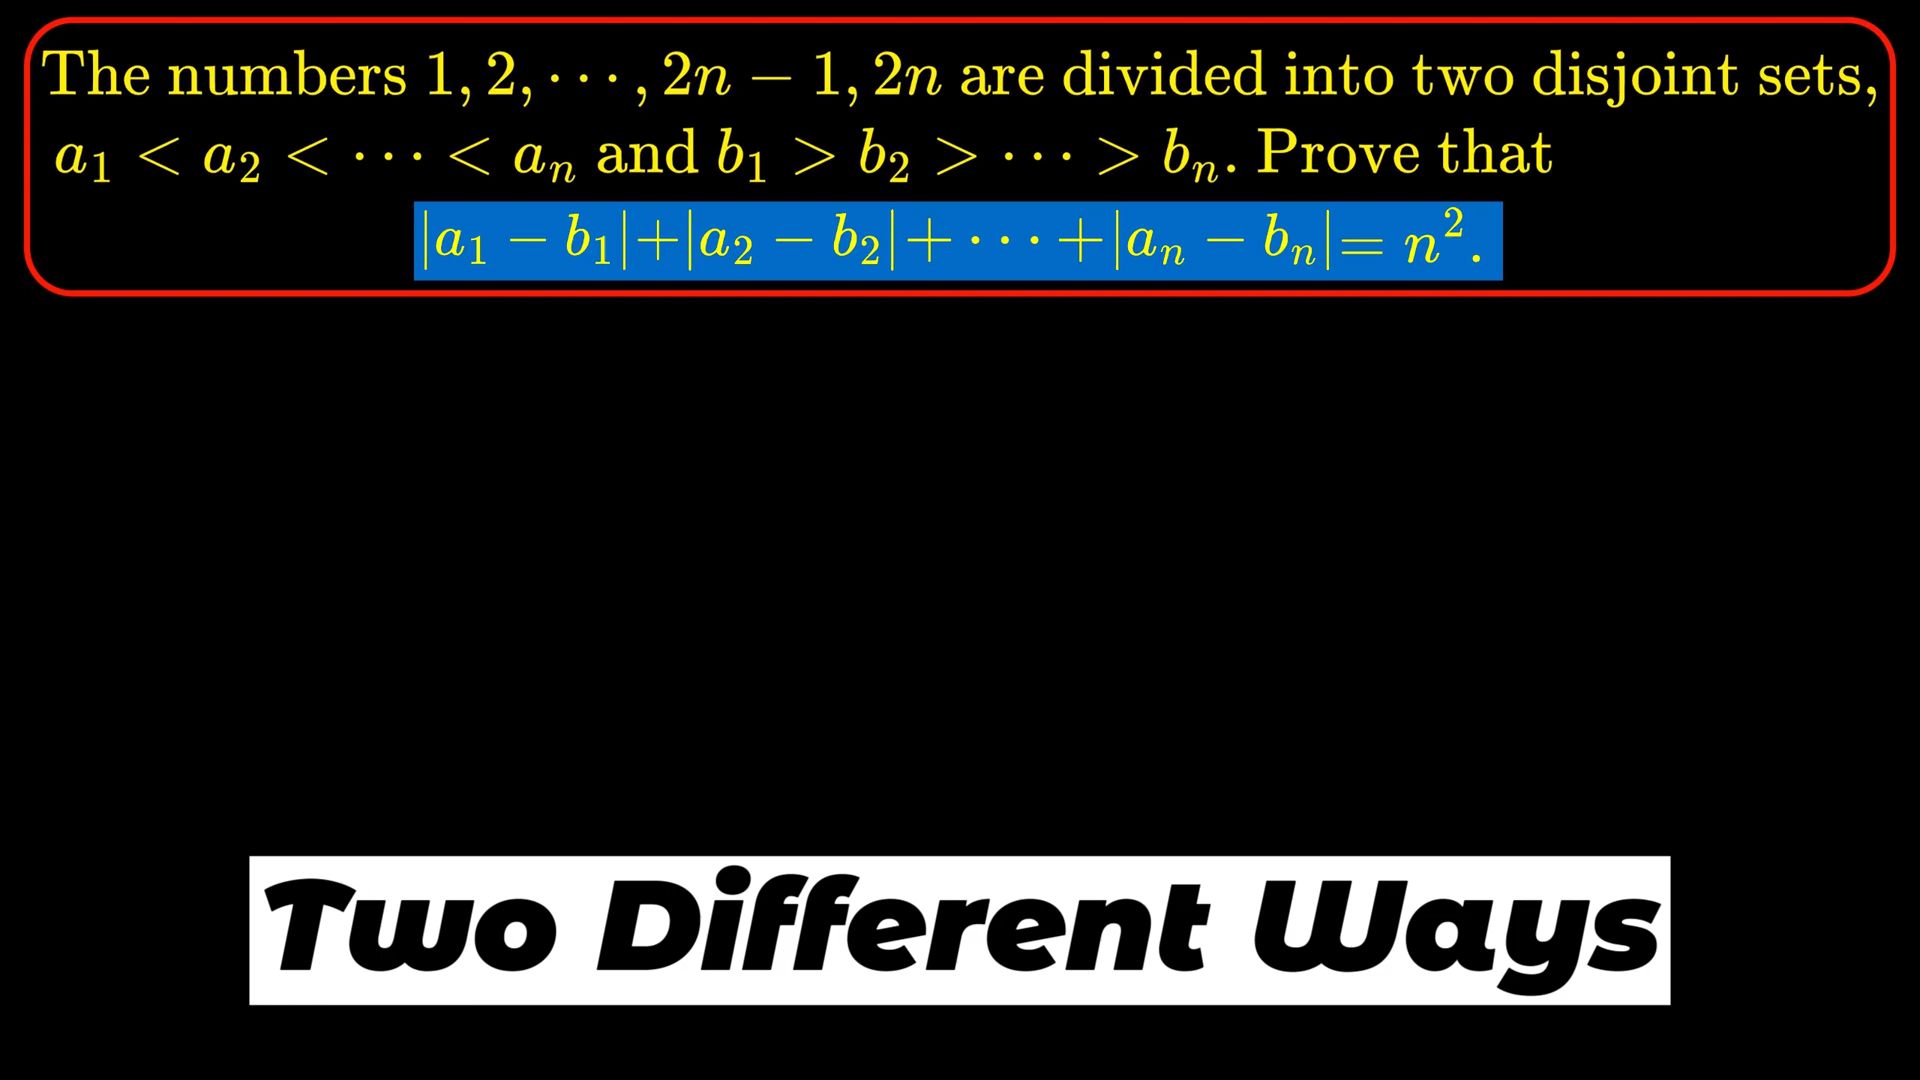 The numbers 1, 2, ⋯, 2n − 1, 2n are divided into two disjoint sets,
a₁ < a₂ < ⋯ < aₙ and b₁ > b₂ > ⋯ > bₙ. Prove that
|a₁ − b₁|+|a₂ − b₂|+⋯+|aₙ − bₙ|= n².
Two Different Ways